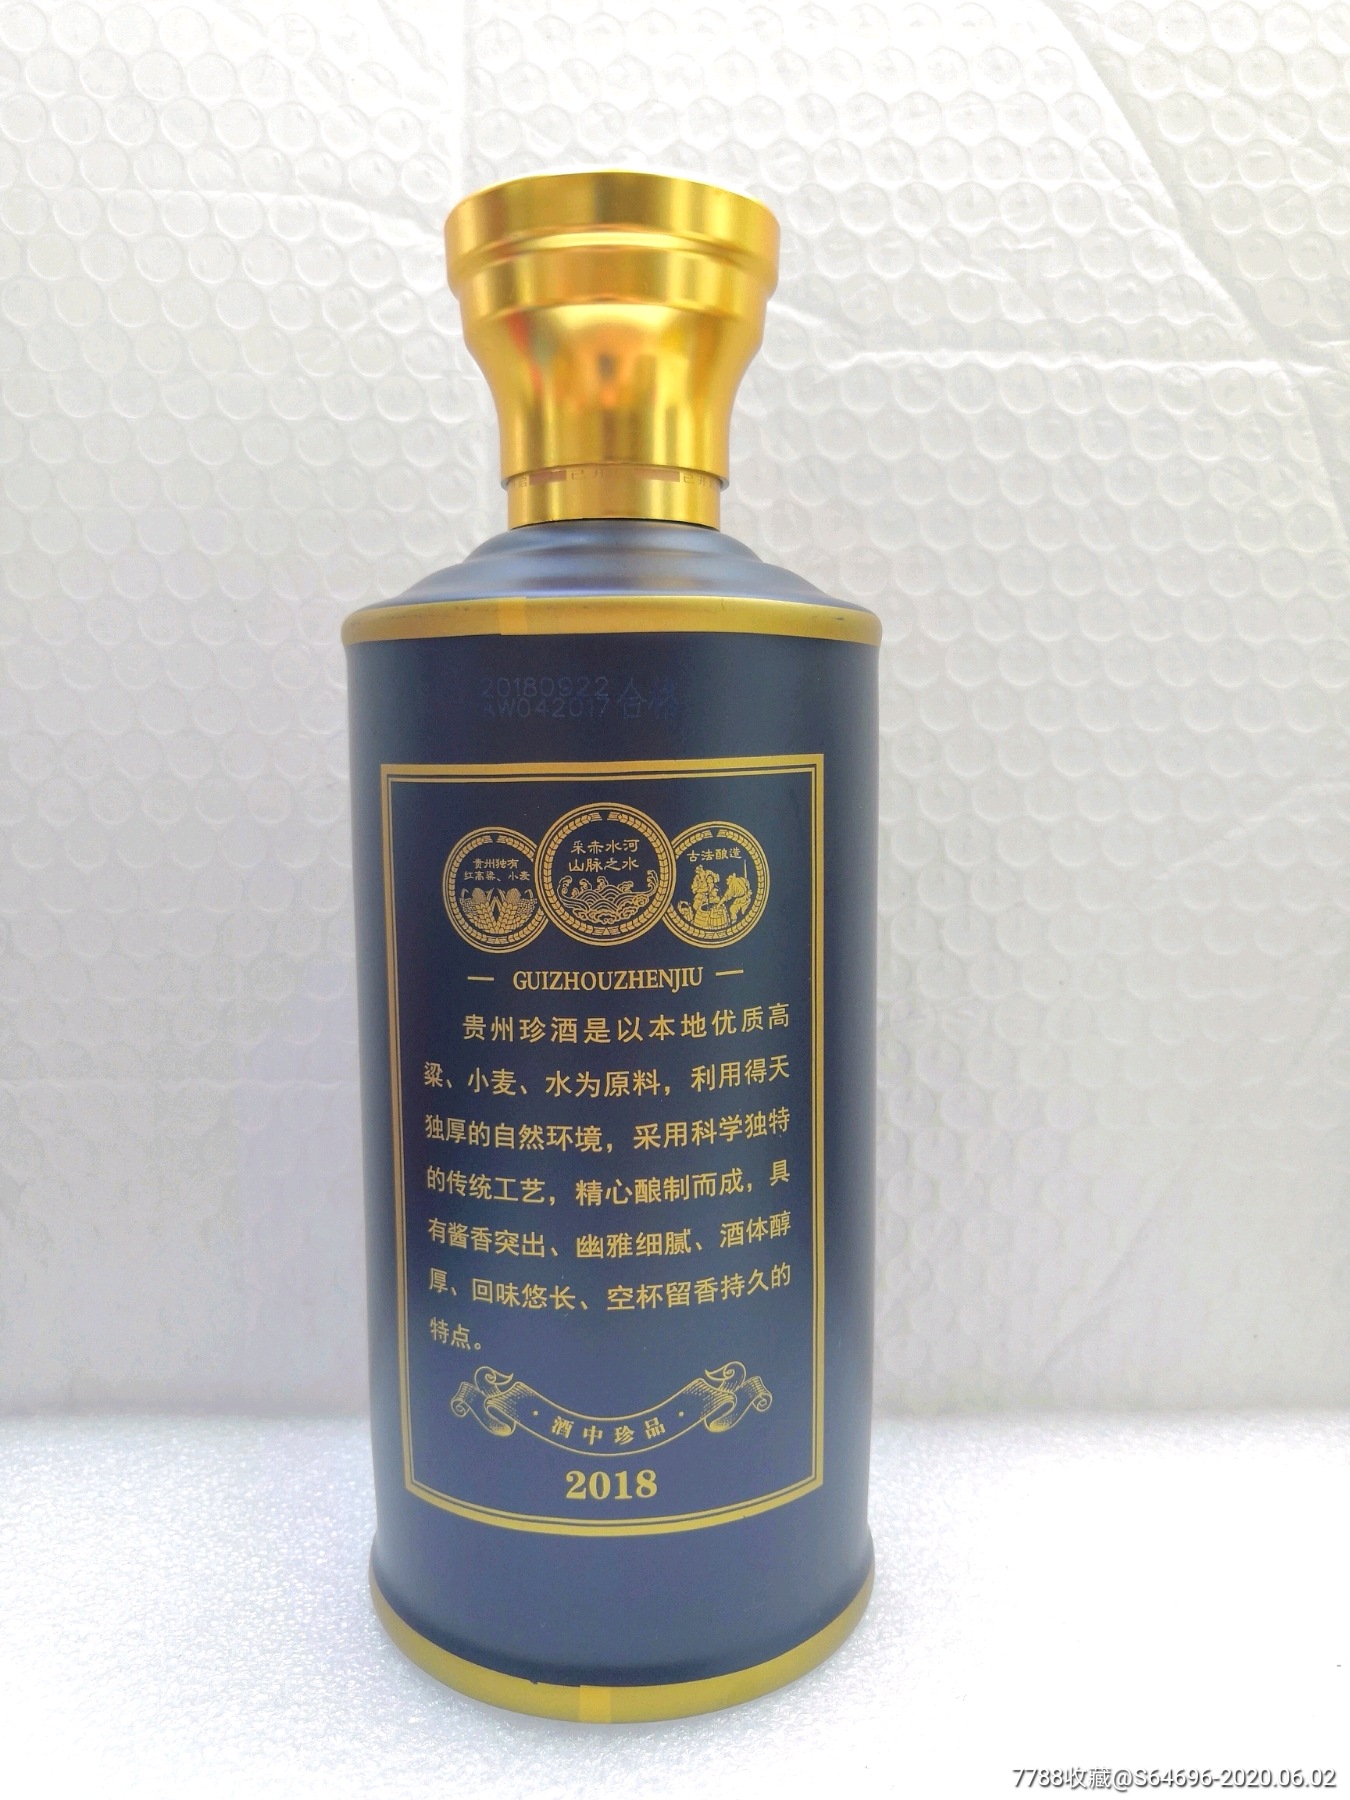 20180922
AW042017 合格
贵州独有
红高粱、小麦
采赤水河
山脉之水
古法酿造
GUIZHOUZHENJIU
贵州珍酒是以本地优质高
粱、小麦、水为原料，利用得天
独厚的自然环境，采用科学独特
的传统工艺，精心酿制而成，具
有酱香突出、幽雅细腻、酒体醇
厚、回味悠长、空杯留香持久的
特点。
·酒中珍品·
2018
7788收藏@S64696-2020.06.02